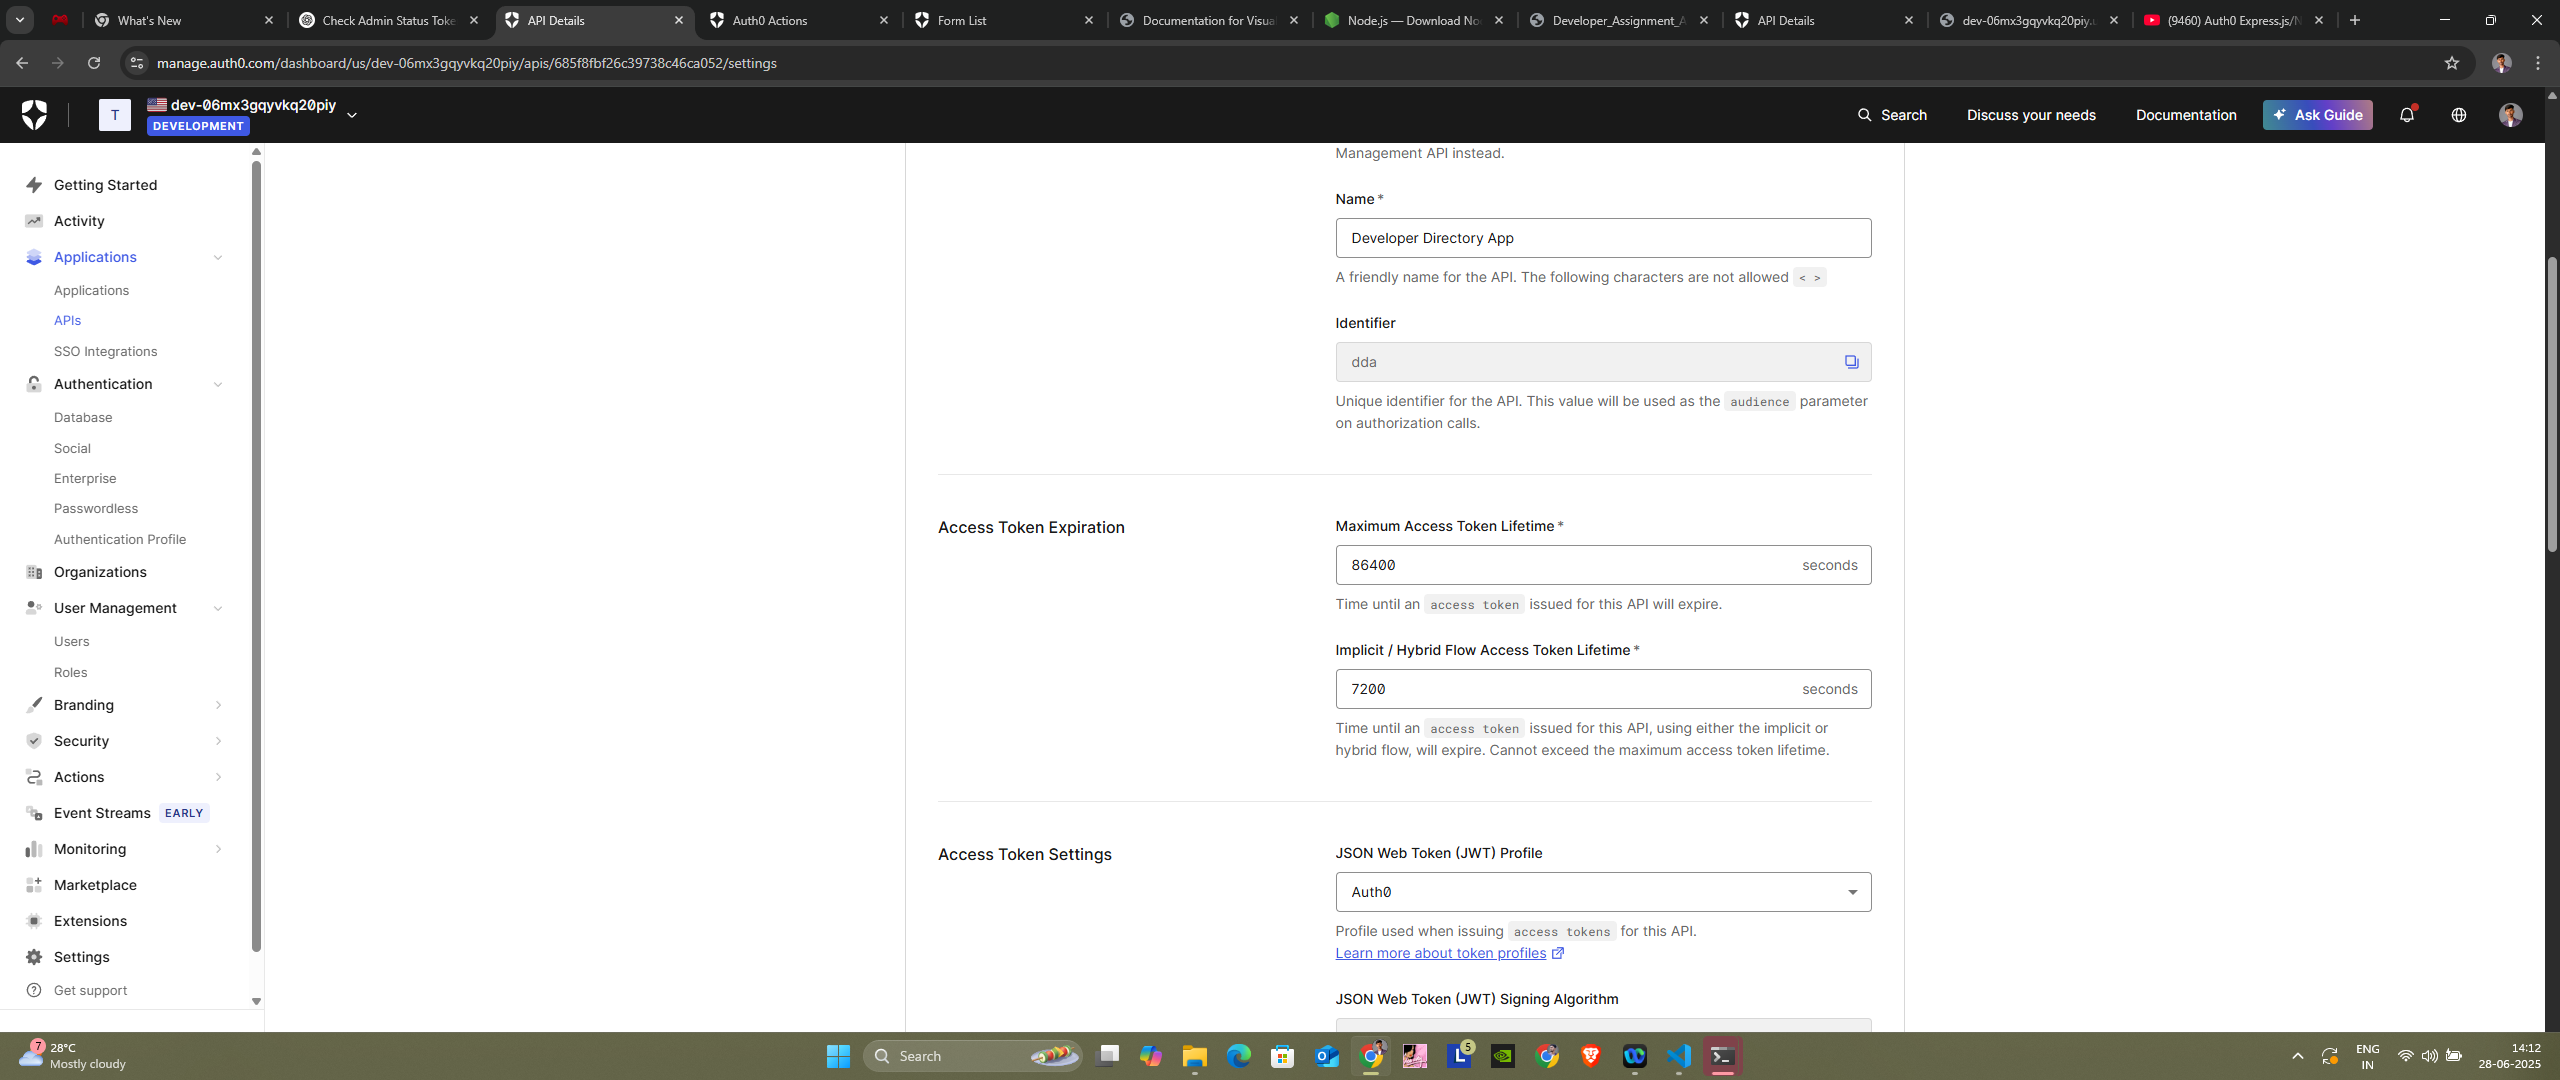 What's New
Check Admin Status Toke
API Details
Auth0 Actions
Form List
Documentation for Visual
Node.js — Download No
Developer_Assignment_A
API Details
dev-06mx3gqyvkq20piy.u
(9460) Auth0 Express.js/N
manage.auth0.com/dashboard/us/dev-06mx3gqyvkq20piy/apis/685f8fbf26c39738c46ca052/settings
T
dev-06mx3gqyvkq20piy
DEVELOPMENT
Search
Discuss your needs
Documentation
Ask Guide
Getting Started
Activity
Applications
Applications
APIs
SSO Integrations
Authentication
Database
Social
Enterprise
Passwordless
Authentication Profile
Organizations
User Management
Users
Roles
Branding
Security
Actions
Event Streams EARLY
Monitoring
Marketplace
Extensions
Settings
Get support
Management API instead.
Name *
Developer Directory App
A friendly name for the API. The following characters are not allowed < >
Identifier
dda
Unique identifier for the API. This value will be used as the audience parameter
on authorization calls.
Access Token Expiration
Maximum Access Token Lifetime *
86400 seconds
Time until an access token issued for this API will expire.
Implicit / Hybrid Flow Access Token Lifetime *
7200 seconds
Time until an access token issued for this API, using either the implicit or
hybrid flow, will expire. Cannot exceed the maximum access token lifetime.
Access Token Settings
JSON Web Token (JWT) Profile
Auth0
Profile used when issuing access tokens for this API.
Learn more about token profiles
JSON Web Token (JWT) Signing Algorithm
7
28°C
Mostly cloudy
Search
L
5
ENG
IN
14:12
28-06-2025